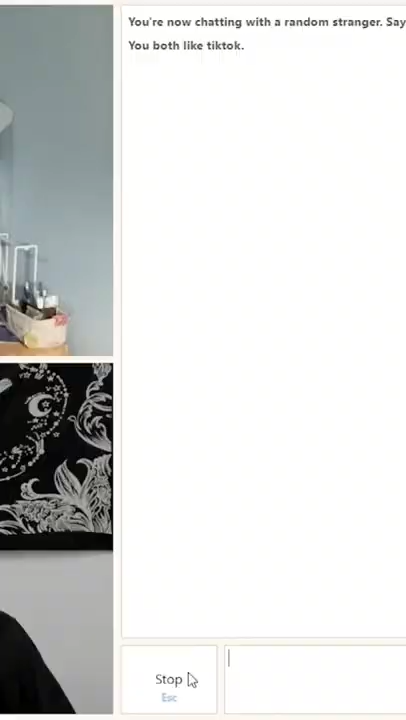 You're now chatting with a random stranger. Say
You both like tiktok.
Stop
Esc